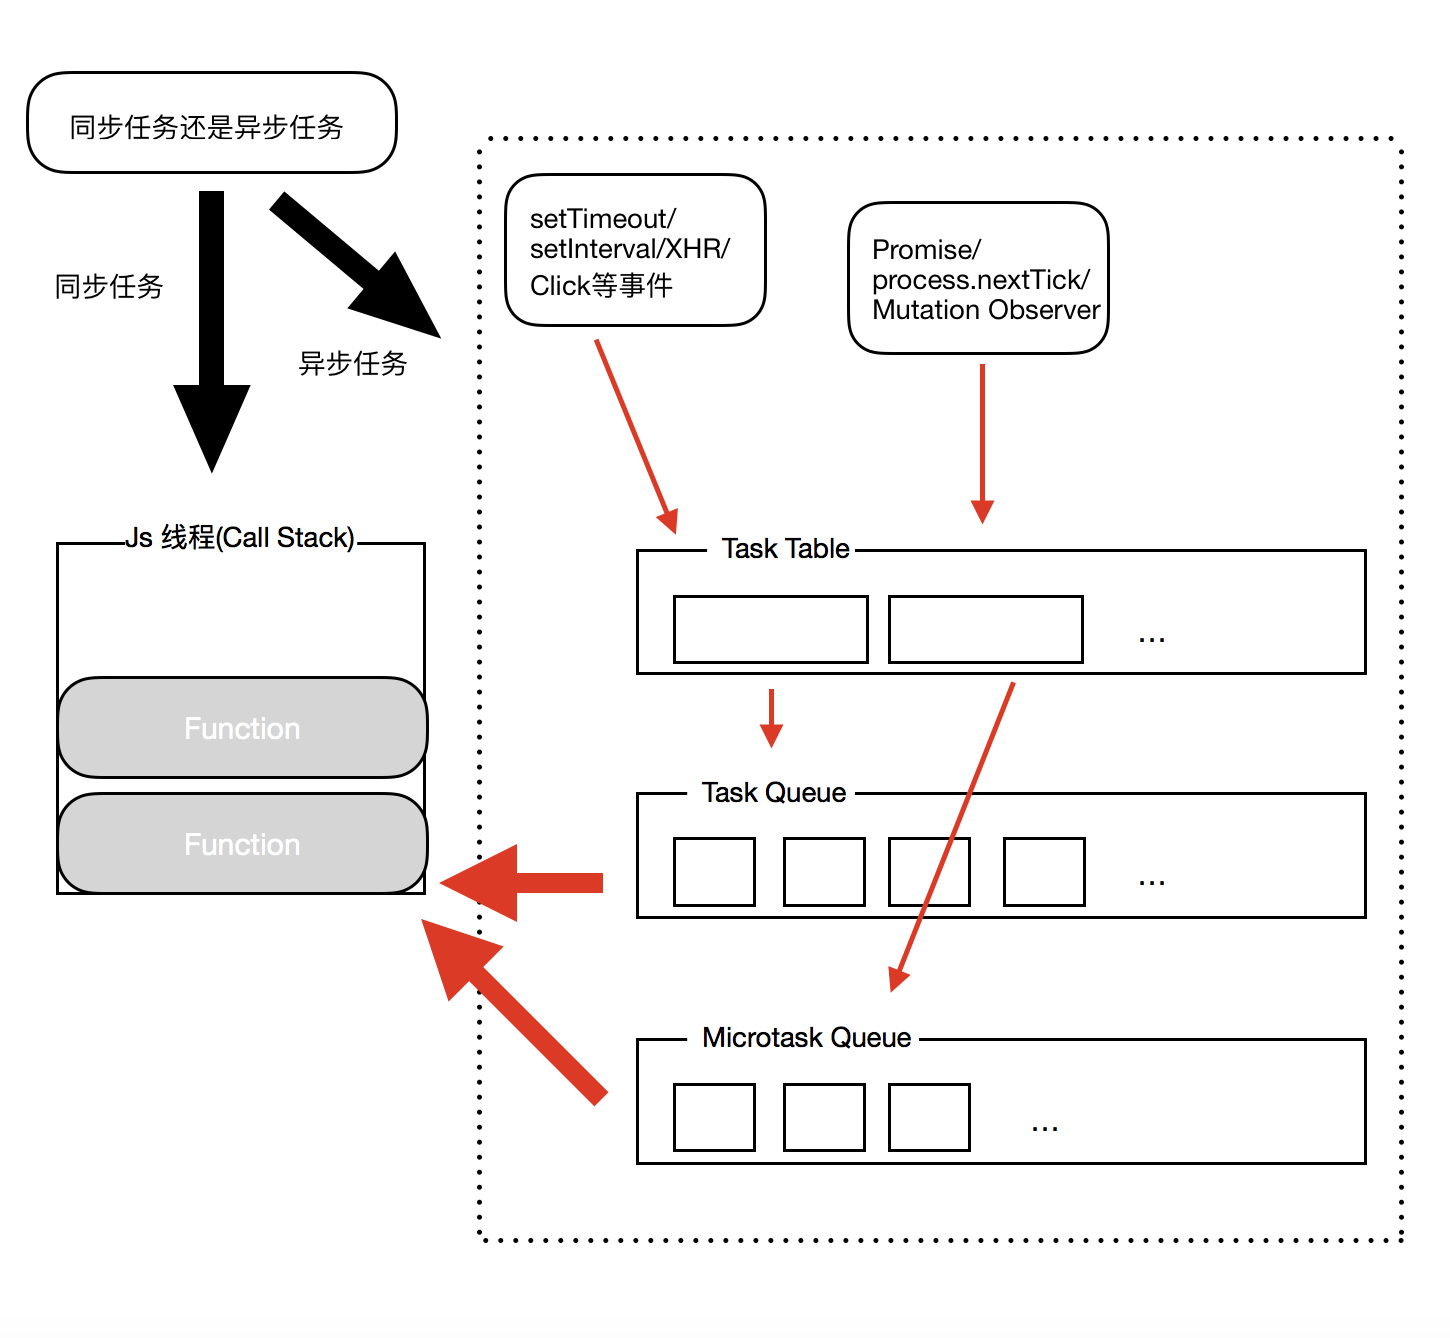 同步任务还是异步任务
同步任务
异步任务
setTimeout/
setInterval/XHR/
Click等事件
Promise/
process.nextTick/
Mutation Observer
Js 线程(Call Stack)
Function
Function
Task Table
...
Task Queue
...
Microtask Queue
...